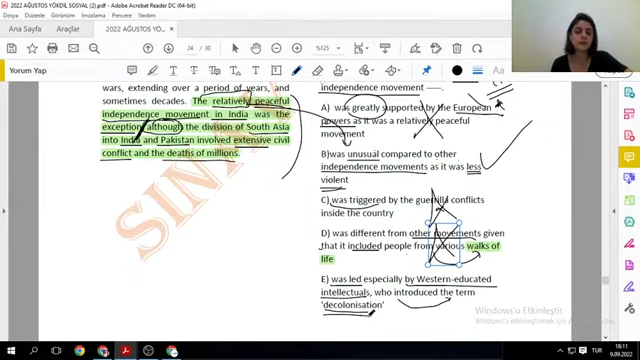 2022 AĞUSTOS YÖKDİL SOSYAL (2).pdf - Adobe Acrobat Reader DC (64-bit)
Dosya Düzenle Görünüm İmza Pencere Yardım
Ana Sayfa Araçlar 2022 AĞUSTOS YÖKDİ...
24 / 30 %125
Yorum Yap
wars, extending over a period of years, and
sometimes decades. The relatively peaceful
independence movement in India was the
exception, although the division of South Asia
into India and Pakistan involved extensive civil
conflict and the deaths of millions.
SINAV
independence movement -----.
A) was greatly supported by the European
powers as it was a relatively peaceful
movement
B) was unusual compared to other
independence movements as it was less
violent
C) was triggered by the guerrilla conflicts
inside the country
D) was different from other movements given
that it included people from various walks of
life
E) was led especially by Western-educated
intellectuals, who introduced the term
'decolonisation'
Windows'u Etkinleştir
TUR
18:11
9.09.2022